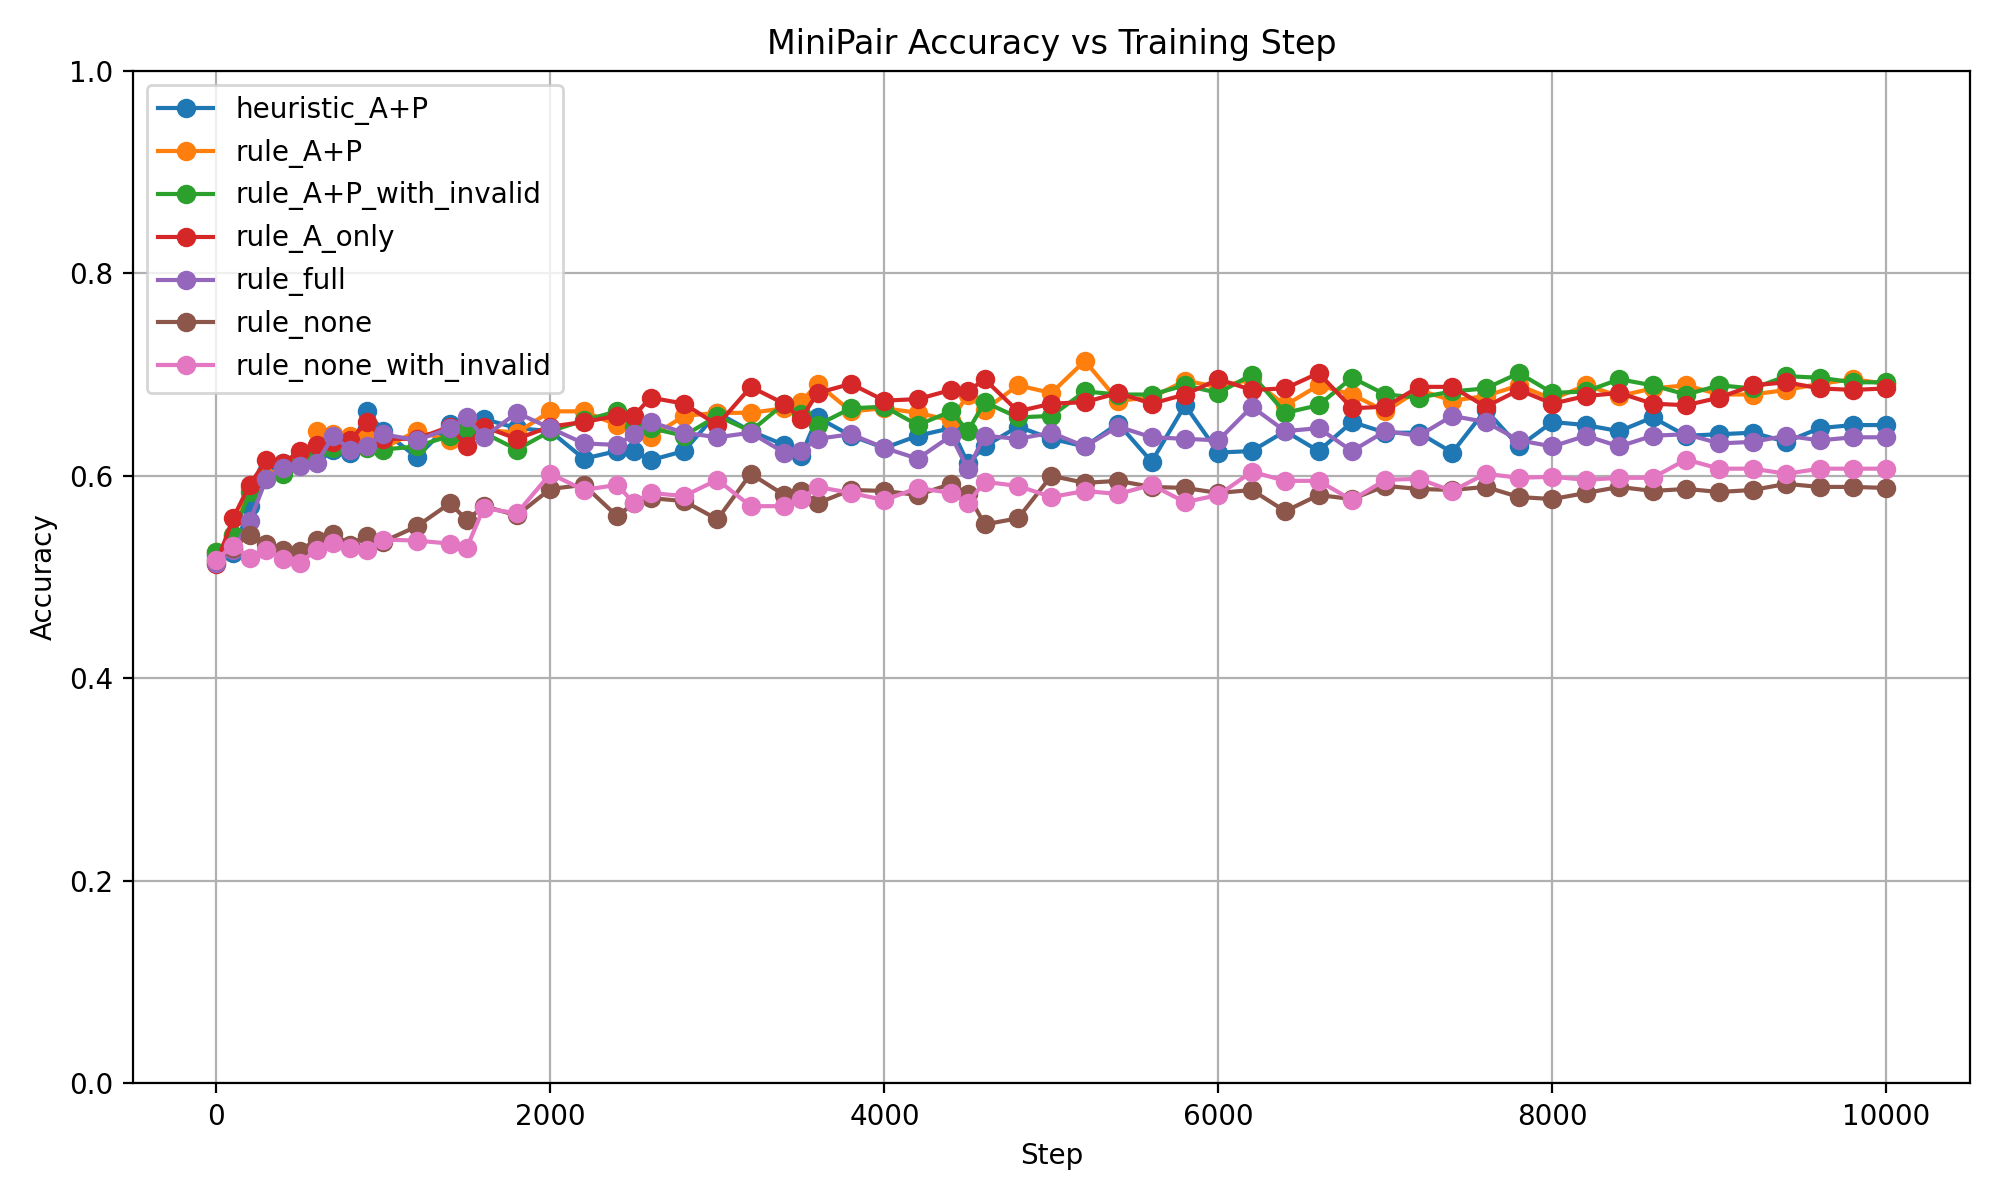 MiniPair Accuracy vs Training Step
1.0
0.8
0.6
0.4
0.2
0.0
Accuracy
heuristic_A+P
rule_A+P
rule_A+P_with_invalid
rule_A_only
rule_full
rule_none
rule_none_with_invalid
0 2000 4000 6000 8000 10000
Step